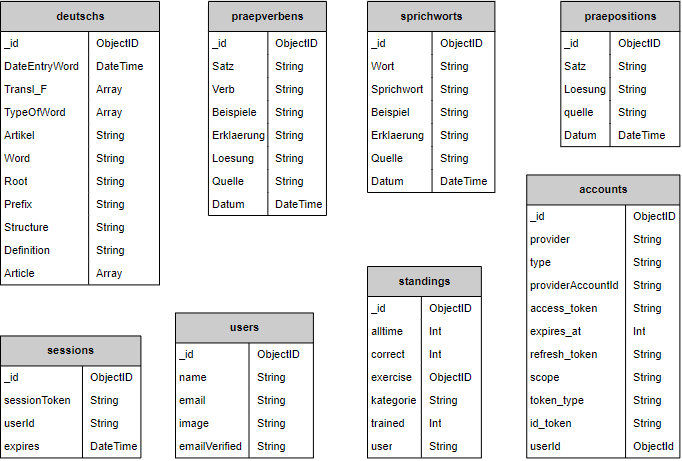 deutschs
_id ObjectID
DateEntryWord DateTime
Transl_F Array
TypeOfWord Array
Artikel String
Word String
Root String
Prefix String
Structure String
Definition String
Article Array
praepverbens
_id ObjectID
Satz String
Verb String
Beispiele String
Erklaerung String
Loesung String
Quelle String
Datum DateTime
sprichworts
_id ObjectID
Wort String
Sprichwort String
Beispiel String
Erklaerung String
Quelle String
Datum DateTime
praepositions
_id ObjectID
Satz String
Loesung String
quelle String
Datum DateTime
accounts
_id ObjectID
provider String
type String
providerAccountId String
access_token String
expires_at Int
refresh_token String
scope String
token_type String
id_token String
userId ObjectId
standings
_id ObjectID
alltime Int
correct Int
exercise ObjectID
kategorie String
trained Int
user String
users
_id ObjectID
name String
email String
image String
emailVerified String
sessions
_id ObjectID
sessionToken String
userId String
expires DateTime